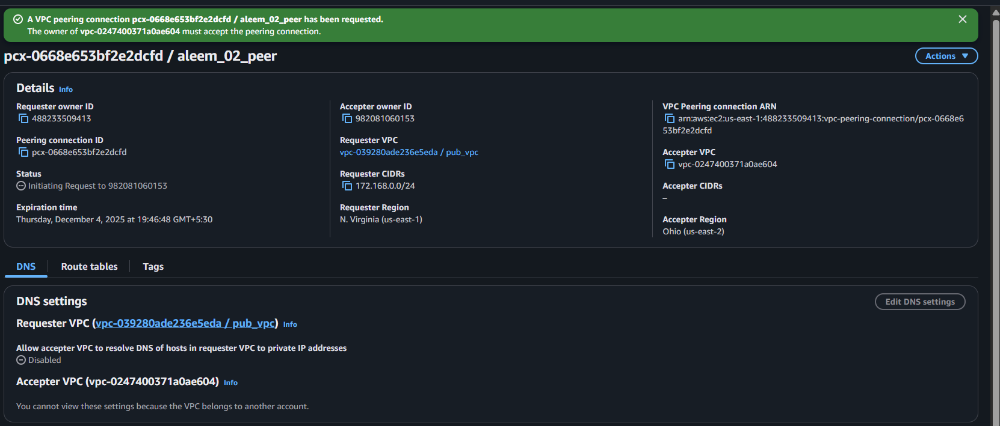 A VPC peering connection pcx-0668e653bf2e2dcfd / aleem_02_peer has been requested.
The owner of vpc-0247400371a0ae604 must accept the peering connection.
pcx-0668e653bf2e2dcfd / aleem_02_peer
Actions
Details Info
Requester owner ID
488233509413
Peering connection ID
pcx-0668e653bf2e2dcfd
Status
Initiating Request to 982081060153
Expiration time
Thursday, December 4, 2025 at 19:46:48 GMT+5:30
Accepter owner ID
982081060153
Requester VPC
vpc-039280ade236e5eda / pub_vpc
Requester CIDRs
172.168.0.0/24
Requester Region
N. Virginia (us-east-1)
VPC Peering connection ARN
arn:aws:ec2:us-east-1:488233509413:vpc-peering-connection/pcx-0668e6
53bf2e2dcfd
Accepter VPC
vpc-0247400371a0ae604
Accepter CIDRs
–
Accepter Region
Ohio (us-east-2)
DNS
Route tables
Tags
DNS settings
Edit DNS settings
Requester VPC (vpc-039280ade236e5eda / pub_vpc) Info
Allow accepter VPC to resolve DNS of hosts in requester VPC to private IP addresses
Disabled
Accepter VPC (vpc-0247400371a0ae604) Info
You cannot view these settings because the VPC belongs to another account.